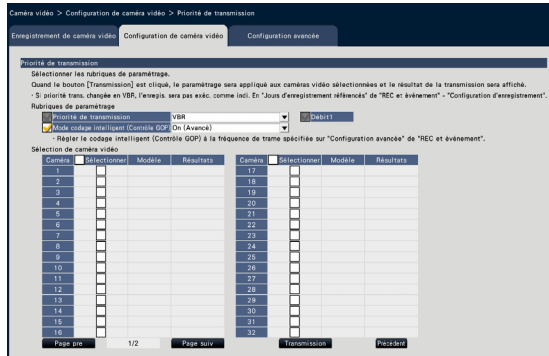 Caméra vidéo > Configuration de caméra vidéo > Priorité de transmission
Enregistrement de caméra vidéo
Configuration de caméra vidéo
Configuration avancée
Priorité de transmission
Sélectionner les rubriques de paramétrage.
Quand le bouton [Transmission] est cliqué, le paramétrage sera appliqué aux caméras vidéo sélectionnées et le résultat de la transmission sera affiché.
· Si priorité trans. changée en VBR, l'enregis. sera pas exéc. comme indi. En "Jours d'enregistrement référencés" de "REC et événement" - "Configuration d'enregistrement".
Rubriques de paramétrage
Priorité de transmission VBR Débit1
Mode codage intelligent (Contrôle GOP) On (Avancé)
· Régler le codage intelligent (Contrôle GOP) à la fréquence de trame spécifiée sur "Configuration avancée" de "REC et événement".
Sélection de caméra vidéo
Caméra Sélectionner Modèle Résultats Caméra Sélectionner Modèle Résultats
1 17
2 18
3 19
4 20
5 21
6 22
7 23
8 24
9 25
10 26
11 27
12 28
13 29
14 30
15 31
16 32
Page pre 1/2 Page suiv Transmission Précédent